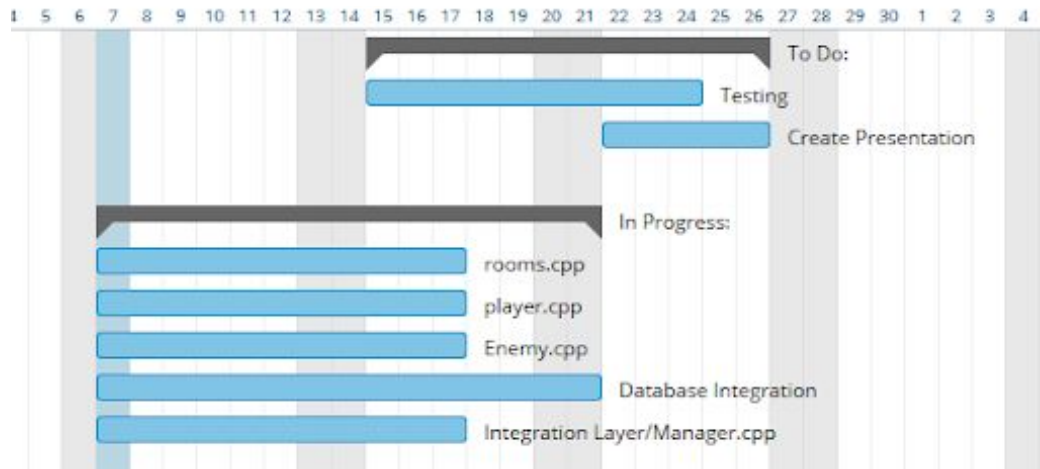 5 6 7 8 9 10 11 12 13 14 15 16 17 18 19 20 21 22 23 24 25 26 27 28 29 30 1 2 3 4
To Do:
Testing
Create Presentation
In Progress:
rooms.cpp
player.cpp
Enemy.cpp
Database Integration
Integration Layer/Manager.cpp